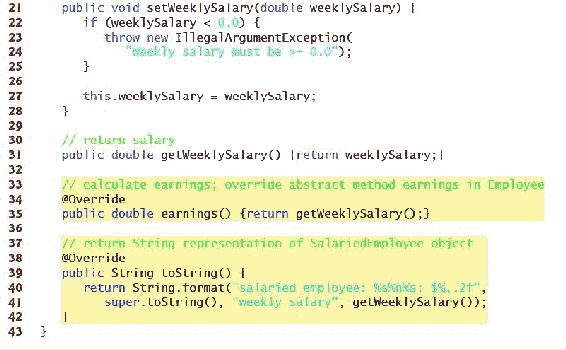 21 public void setWeeklySalary(double weeklySalary) {
22 if (weeklySalary < 0.0) {
23 throw new IllegalArgumentException(
24 "Weekly salary must be >= 0.0");
25 }
26
27 this.weeklySalary = weeklySalary;
28 }
29
30 // return salary
31 public double getWeeklySalary() {return weeklySalary;}
32
33 // calculate earnings; override abstract method earnings in Employee
34 @Override
35 public double earnings() {return getWeeklySalary();}
36
37 // return String representation of SalariedEmployee object
38 @Override
39 public String toString() {
40 return String.format("salaried employee: %s%n%s: $%,.2f",
41 super.toString(), "weekly salary", getWeeklySalary());
42 }
43 }